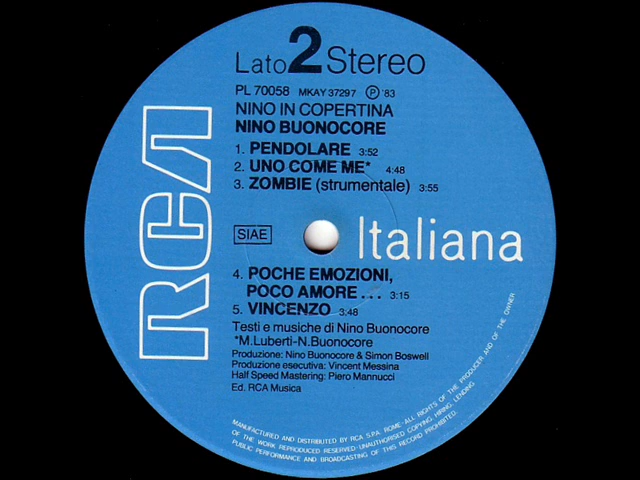 Lato 2 Stereo
PL 70058 MKAY 37297 Ⓟ '83
NINO IN COPERTINA
NINO BUONOCORE
1. PENDOLARE 3:52
2. UNO COME ME* 4:48
3. ZOMBIE (strumentale) 3:55
RCA
SIAE
Italiana
4. POCHE EMOZIONI,
POCO AMORE . . . 3:15
5. VINCENZO 3:48
Testi e musiche di Nino Buonocore
*M.Luberti-N.Buonocore
Produzione: Nino Buonocore & Simon Boswell
Produzione esecutiva: Vincent Messina
Half Speed Mastering: Piero Mannucci
Ed. RCA Musica
MANUFACTURED AND DISTRIBUTED BY RCA S.P.A. ROME - ALL RIGHTS OF THE PRODUCER AND OF THE OWNER
OF THE WORK REPRODUCED RESERVED - UNAUTHORISED COPYING HIRING, LENDING
PUBLIC PERFORMANCE AND BROADCASTING OF THIS RECORD PROHIBITED.